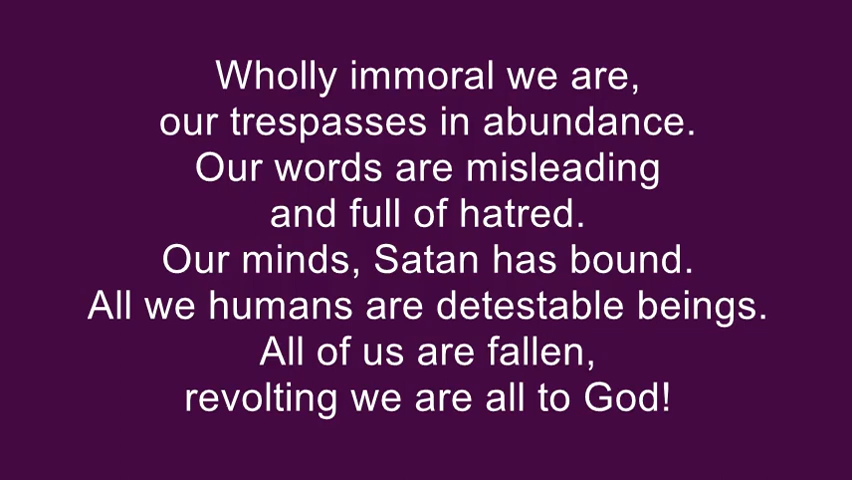 Wholly immoral we are,
our trespasses in abundance.
Our words are misleading
and full of hatred.
Our minds, Satan has bound.
All we humans are detestable beings.
All of us are fallen,
revolting we are all to God!